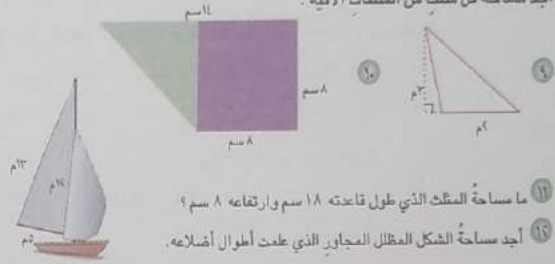 أجد مساحة كل مثلث من المثلثات الآتية :
٩
٣م
١٠
١٤سم
٨ سم
٨ سم
١١ ما مساحةُ المثلث الذي طول قاعدته ١٨ سم وارتفاعه ٨ سم؟
١٢ أجد مساحةُ الشكل المظلل المجاورِ الذي علمت أطوال أضلاعه.
١٣م
٥م